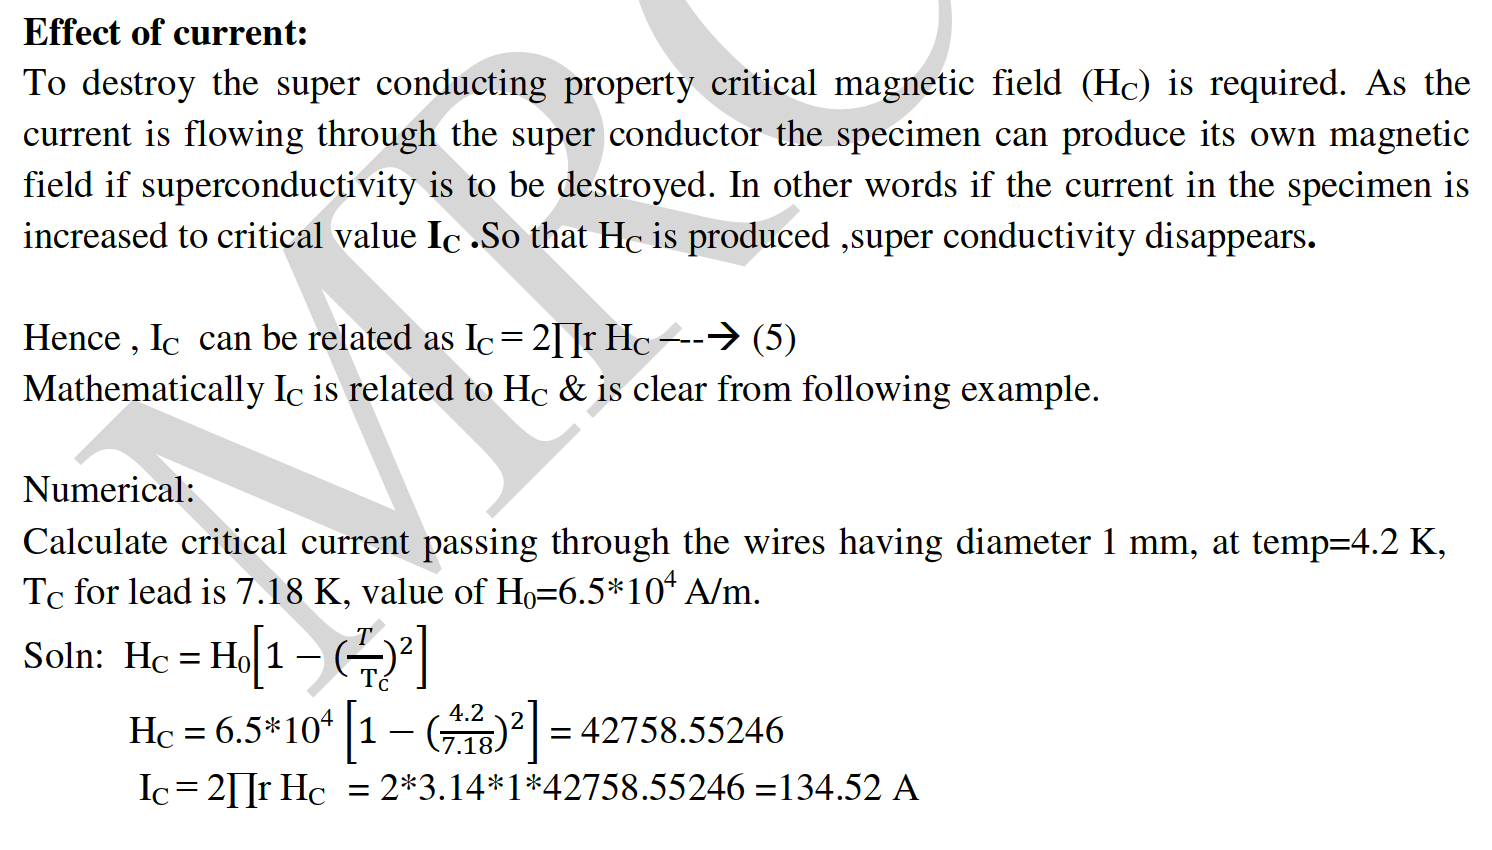 Effect of current:
To destroy the super conducting property critical magnetic field (HC) is required. As the
current is flowing through the super conductor the specimen can produce its own magnetic
field if superconductivity is to be destroyed. In other words if the current in the specimen is
increased to critical value IC .So that HC is produced ,super conductivity disappears.
Hence , IC can be related as IC = 2∏r HC –--→ (5)
Mathematically IC is related to HC & is clear from following example.
Numerical:
Calculate critical current passing through the wires having diameter 1 mm, at temp=4.2 K,
TC for lead is 7.18 K, value of H0=6.5*10⁴ A/m.
Soln: HC = H0[1 − (T/TC)²]
HC = 6.5*10⁴ [1 − (4.2/7.18)²] = 42758.55246
IC = 2∏r HC = 2*3.14*1*42758.55246 =134.52 A
MRC